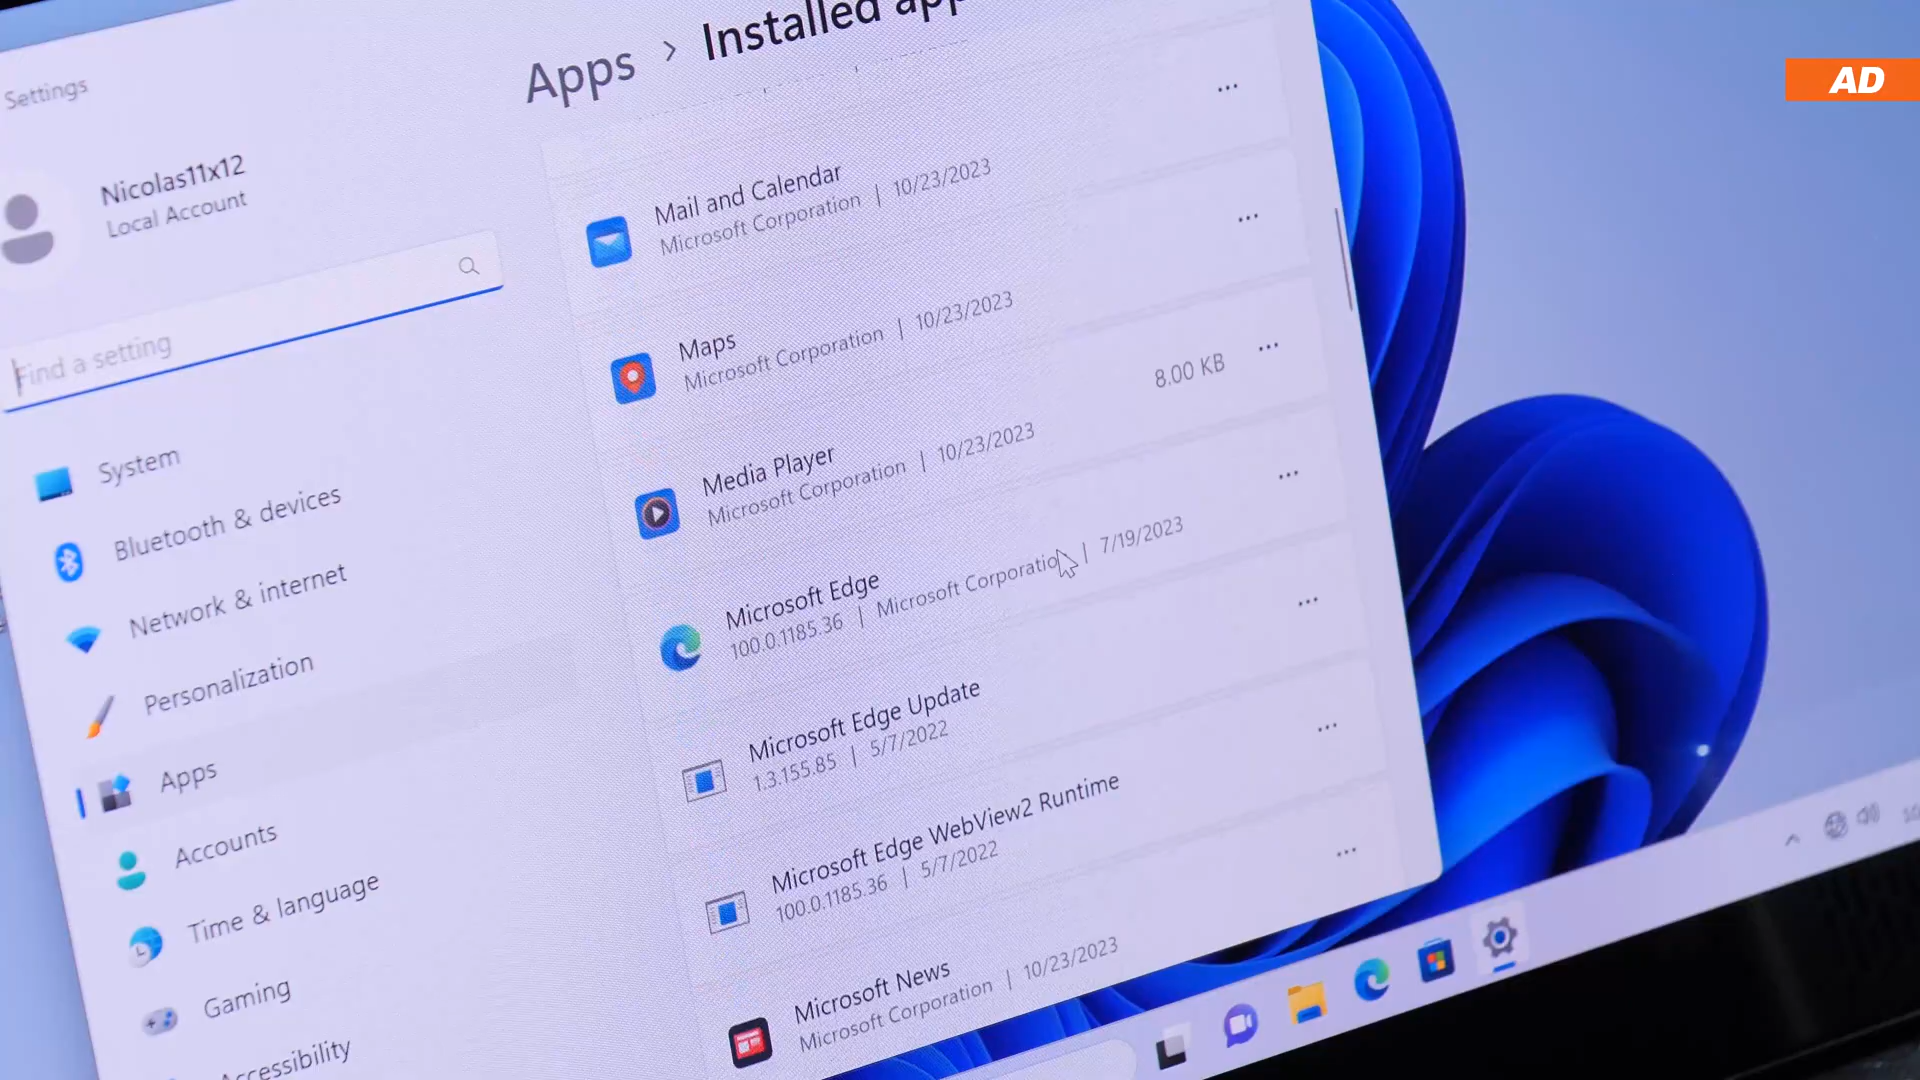 Settings
Apps > Installed
AD
Nicolas11x12
Local Account
Find a setting
System
Bluetooth & devices
Network & internet
Personalization
Apps
Accounts
Time & language
Gaming
Mail and Calendar
Microsoft Corporation | 10/23/2023
Maps
Microsoft Corporation | 10/23/2023
Media Player
Microsoft Corporation | 10/23/2023
8.00 KB
Microsoft Edge
100.0.1185.36 | Microsoft Corporation | 7/19/2023
Microsoft Edge Update
1.3.155.85 | 5/7/2022
Microsoft Edge WebView2 Runtime
100.0.1185.36 | 5/7/2022
Microsoft News
Microsoft Corporation | 10/23/2023